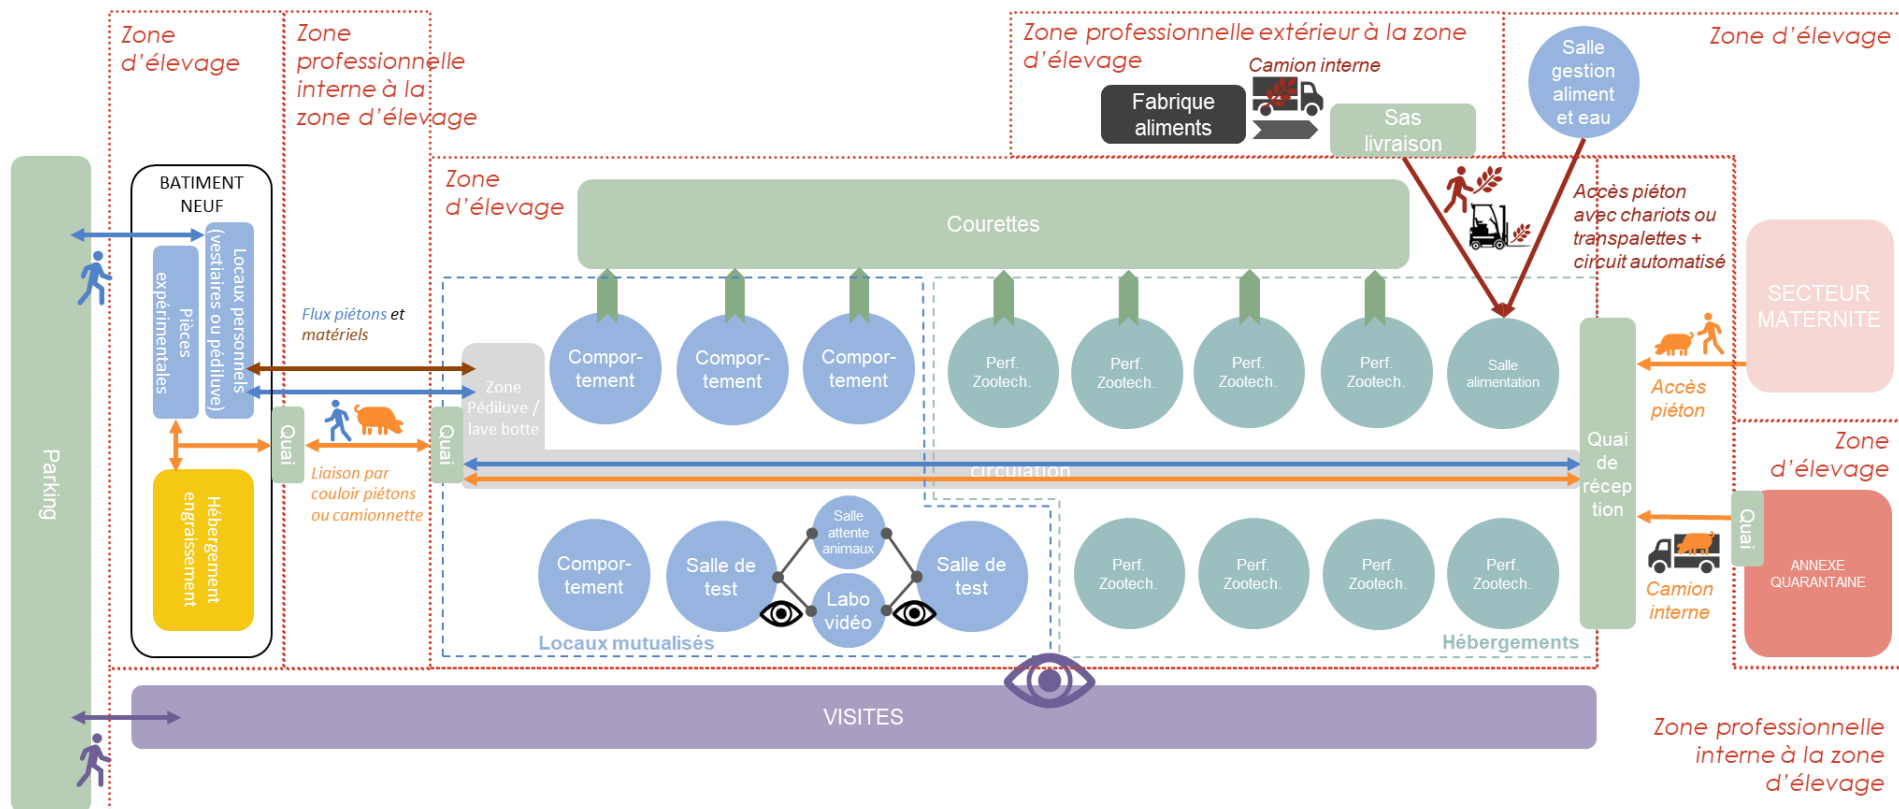 Zone
d'élevage
Zone
professionnelle
interne à la
zone d'élevage
Zone professionnelle extérieur à la zone
d'élevage
Camion interne
Fabrique
aliments
Sas
livraison
Salle
gestion
aliment
et eau
Zone d'élevage
Parking
BATIMENT
NEUF
Locaux personnels
(vestiaires ou pédiluve)
Pièces
expérimentales
Hébergement
engraissement
Quai
Flux piétons et
matériels
Liaison par
couloir piétons
ou camionnette
Zone
d'élevage
Courettes
Accès piéton
avec chariots ou
transpalettes +
circuit automatisé
Zone
Pédiluve /
lave botte
Quai
Compor-
tement
Compor-
tement
Compor-
tement
Perf.
Zootech.
Perf.
Zootech.
Perf.
Zootech.
Perf.
Zootech.
Salle
alimentation
circulation
Compor-
tement
Salle de
test
Salle
attente
animaux
Labo
vidéo
Salle de
test
Perf.
Zootech.
Perf.
Zootech.
Perf.
Zootech.
Perf.
Zootech.
Locaux mutualisés
Hébergements
Quai
de
récep
tion
SECTEUR
MATERNITE
Accès
piéton
Zone
d'élevage
Quai
ANNEXE
QUARANTAINE
Camion
interne
VISITES
Zone professionnelle
interne à la zone
d'élevage